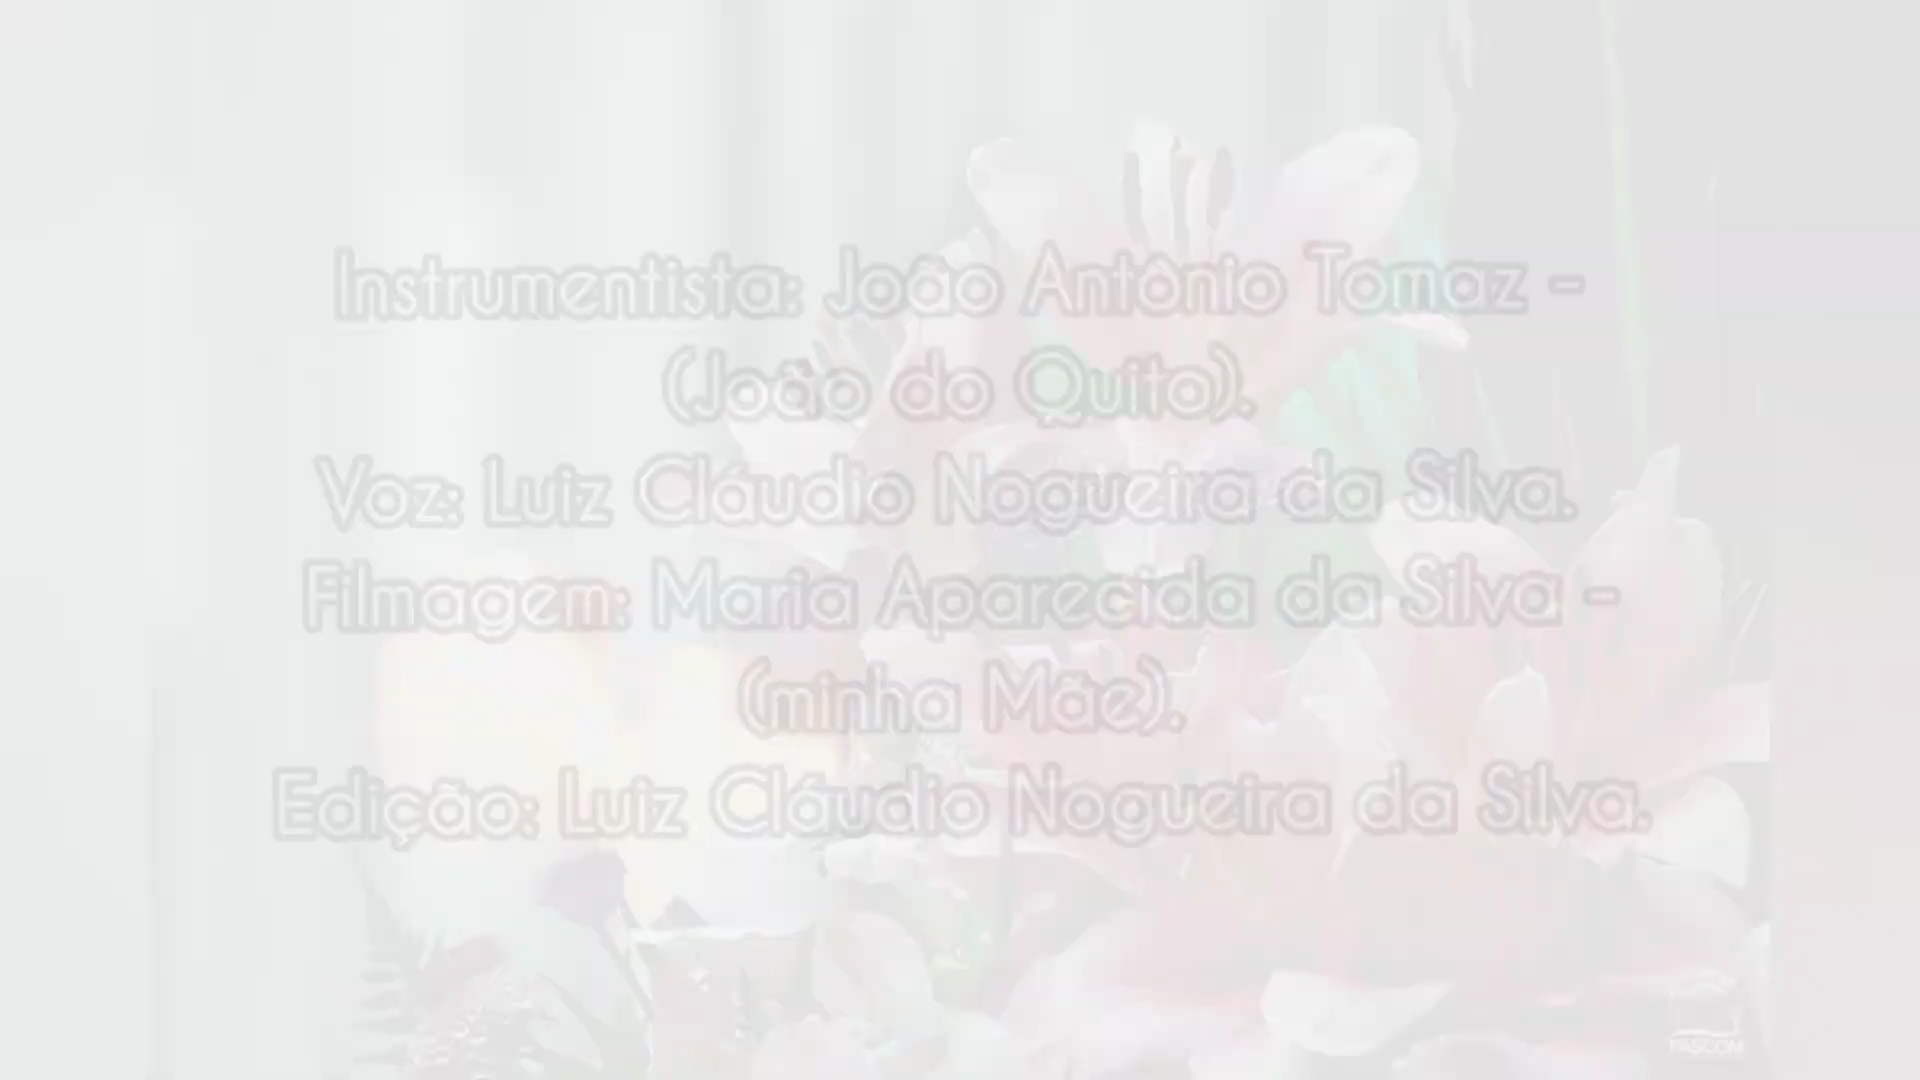 Instrumentista: João Antônio Tomaz -
(João do Quito).
Voz: Luiz Cláudio Nogueira da Silva.
Filmagem: Maria Aparecida da Silva -
(minha Mãe).
Edição: Luiz Cláudio Nogueira da Silva.
PASCOM